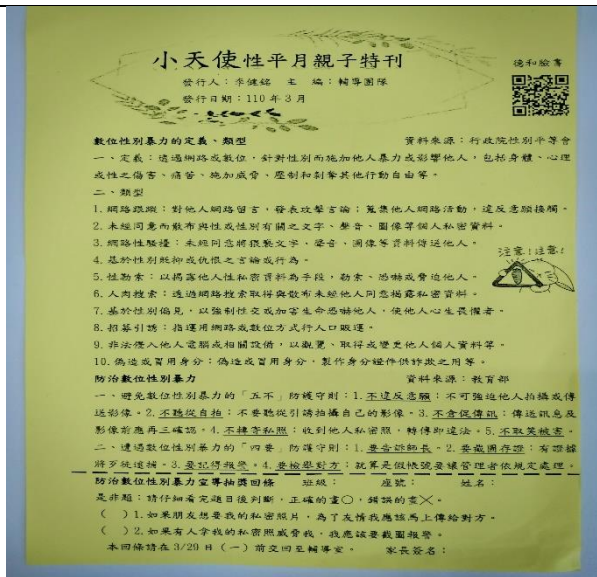 小天使性平月親子特刊
德和臉專
發行人：李健銘 主 編：輔導團隊
發行日期：110年3月
數位性別暴力的定義、類型 資料來源：行政院性別平等會
一、定義：透過網路或數位，針對性別而施加他人暴力或影響他人，包括身體、心理
或性之傷害、痛苦、施加威脅、壓制和剝奪其他行動自由等。
二、類型
1.網路跟蹤：對他人網路留言，發表攻擊言論；蒐集他人網路活動，違反意願接觸。
2.未經同意而散布與性或性別有關之文字、聲音、圖像等個人私密資料。
3.網路性騷擾：未經同意將猥褻文字、聲音、圖像等資料傳送他人。
注意!注意!
4.基於性別貶抑或仇恨之言論或行為。
5.性勒索：以揭露他人性私密資料為手段，勒索、恐嚇或脅迫他人。
6.人肉搜索：透過網路搜索取得與散布未經他人同意揭露私密資料。
7.基於性別偏見，以強制性交或加害生命恐嚇他人，使他人心生畏懼者。
8.招募引誘：指運用網路或數位方式行人口販運。
9.非法侵入他人電腦或相關設備，以觀覽、取得或變更他人個人資料等。
10.偽造或冒用身分：偽造或冒用身分，製作身分證件供詐欺之用等。
防治數位性別暴力 資料來源：教育部
一、避免數位性別暴力的「五不」防護守則：1.不違反意願：不可強迫他人拍攝或傳
送影像。2.不聽從自拍：不要聽從引誘拍攝自己的影像。3.不倉促傳訊：傳送訊息及
影像前應再三確認。4.不轉寄私照：收到他人私密照，轉傳即違法。5.不取笑被害。
二、遭遇數位性別暴力的「四要」防護守則：1.要告訴師長。2.要截圖存證：有證據
將歹徒逮捕。3.要記得報警。4.要檢舉對方：就算是假帳號要讓管理者依規定處理。
防治數位性別暴力宣導抽獎回條 班級： 座號： 姓名：
是非題：請仔細看完題目後判斷，正確的畫○，錯誤的畫×。
（ ）1.如果朋友想要我的私密照片，為了友情我應該馬上傳給對方。
（ ）2.如果有人拿我的私密照威脅我，我應該要截圖報警。
本回條請在3/29日（一）前交回至輔導室。 家長簽名：